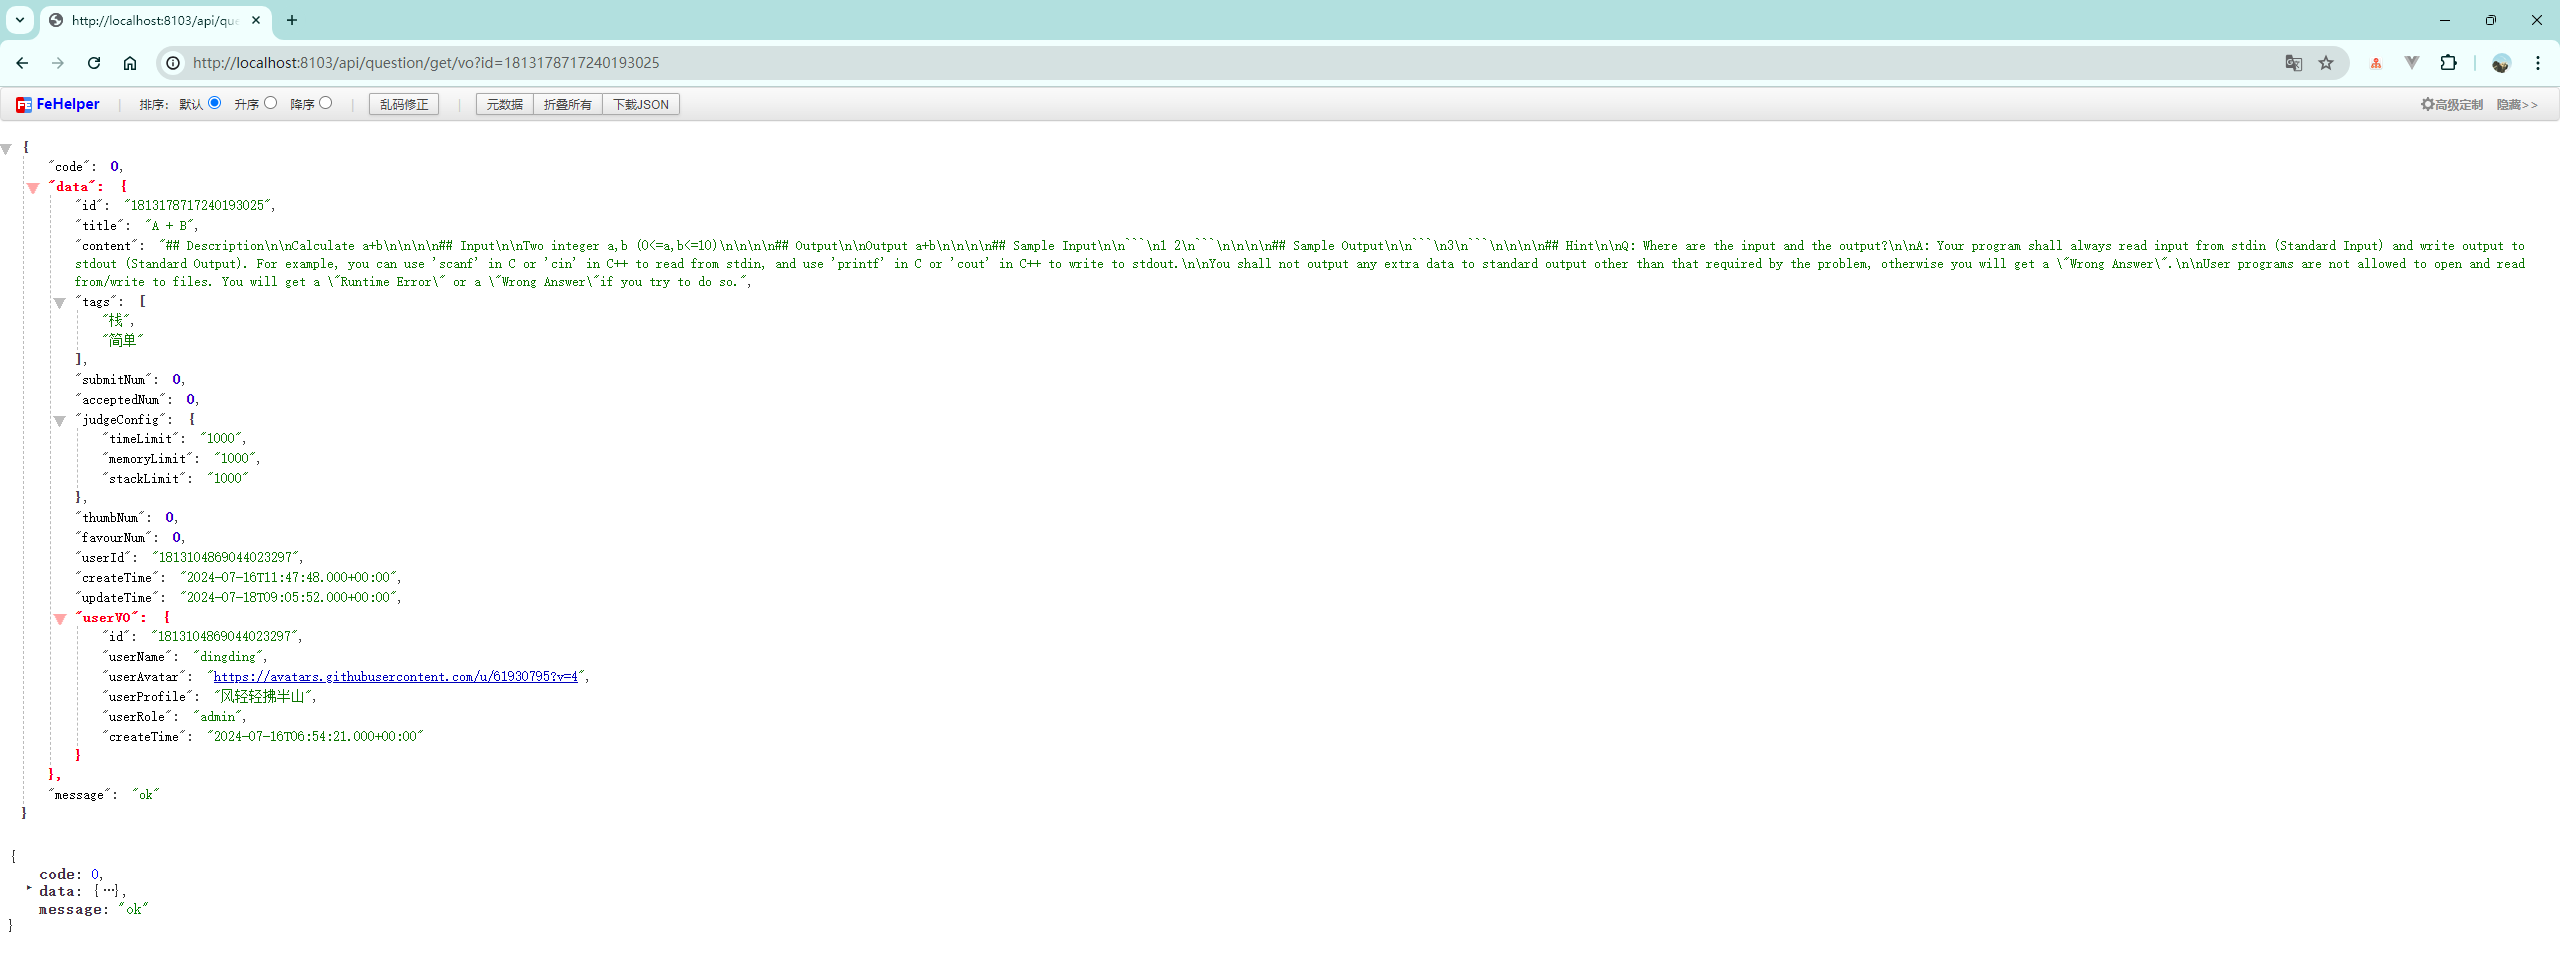 http://localhost:8103/api/que
http://localhost:8103/api/question/get/vo?id=1813178717240193025
FeHelper | 排序: 默认 升序 降序 | 乱码修正 | 元数据 折叠所有 下载JSON 高级定制 隐藏>>
{
"code": 0,
"data": {
"id": "1813178717240193025",
"title": "A + B",
"content": "## Description\n\nCalculate a+b\n\n\n\n## Input\n\nTwo integer a,b (0<=a,b<=10)\n\n\n\n## Output\n\nOutput a+b\n\n\n\n## Sample Input\n\n```\n1 2\n```\n\n\n\n## Sample Output\n\n```\n3\n```\n\n\n\n## Hint\n\nQ: Where are the input and the output?\n\nA: Your program shall always read input from stdin (Standard Input) and write output to
stdout (Standard Output). For example, you can use 'scanf' in C or 'cin' in C++ to read from stdin, and use 'printf' in C or 'cout' in C++ to write to stdout.\n\nYou shall not output any extra data to standard output other than that required by the problem, otherwise you will get a \"Wrong Answer\".\n\nUser programs are not allowed to open and read
from/write to files. You will get a \"Runtime Error\" or a \"Wrong Answer\"if you try to do so.",
"tags": [
"栈",
"简单"
],
"submitNum": 0,
"acceptedNum": 0,
"judgeConfig": {
"timeLimit": "1000",
"memoryLimit": "1000",
"stackLimit": "1000"
},
"thumbNum": 0,
"favourNum": 0,
"userId": "1813104869044023297",
"createTime": "2024-07-16T11:47:48.000+00:00",
"updateTime": "2024-07-18T09:05:52.000+00:00",
"userVO": {
"id": "1813104869044023297",
"userName": "dingding",
"userAvatar": "https://avatars.githubusercontent.com/u/61930795?v=4",
"userProfile": "风轻轻拂半山",
"userRole": "admin",
"createTime": "2024-07-16T06:54:21.000+00:00"
}
},
"message": "ok"
}
{
code: 0,
data: {…},
message: "ok"
}